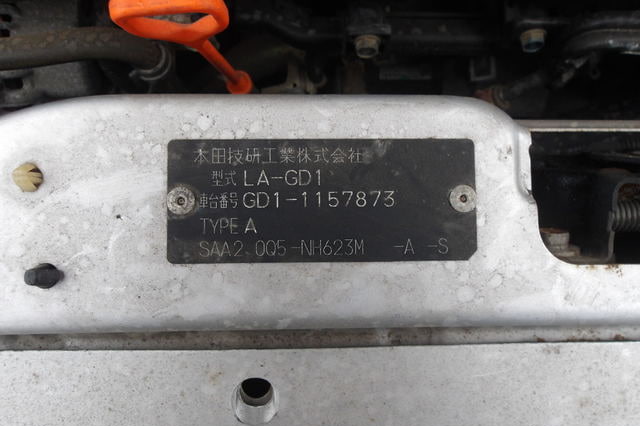 本田技研工業株式会社
型式 LA-GD1
車台番号 GD1-1157873
TYPE A
SAA2 0Q5-NH623M -A -S